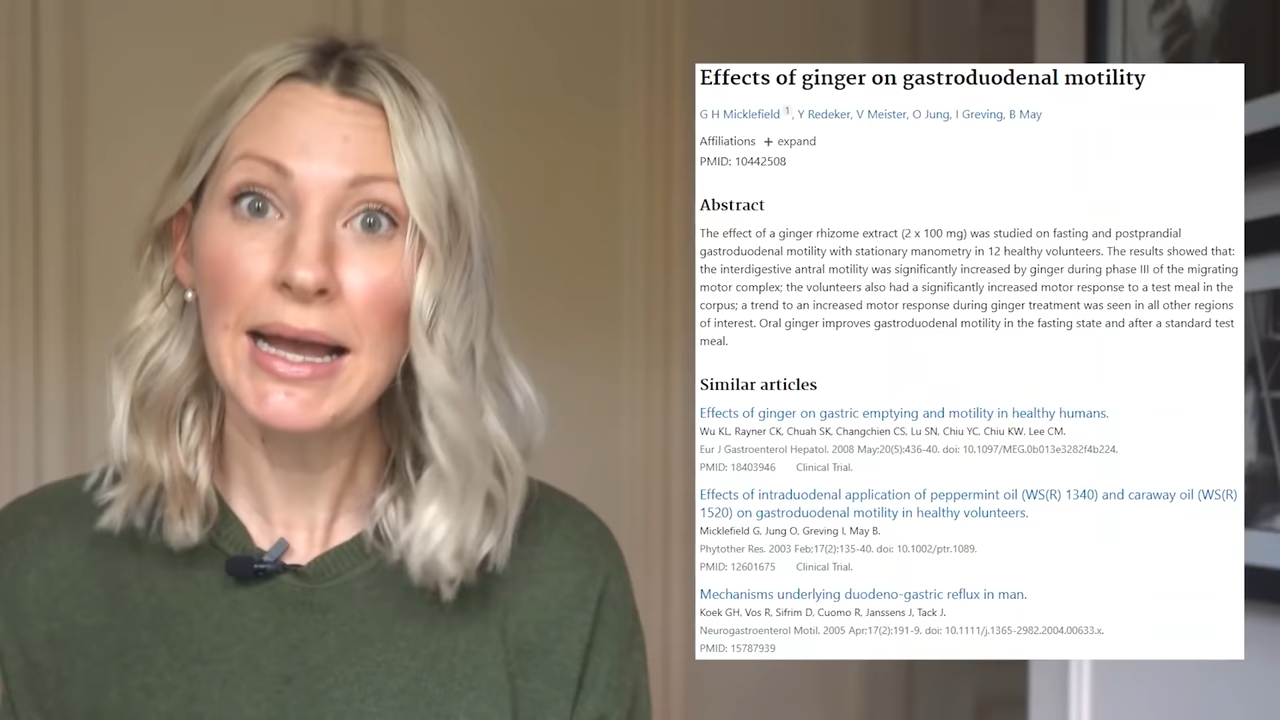 Effects of ginger on gastroduodenal motility
G H Micklefield 1, Y Redeker, V Meister, O Jung, I Greving, B May
Affiliations + expand
PMID: 10442508
Abstract
The effect of a ginger rhizome extract (2 x 100 mg) was studied on fasting and postprandial
gastroduodenal motility with stationary manometry in 12 healthy volunteers. The results showed that:
the interdigestive antral motility was significantly increased by ginger during phase III of the migrating
motor complex; the volunteers also had a significantly increased motor response to a test meal in the
corpus; a trend to an increased motor response during ginger treatment was seen in all other regions
of interest. Oral ginger improves gastroduodenal motility in the fasting state and after a standard test
meal.
Similar articles
Effects of ginger on gastric emptying and motility in healthy humans.
Wu KL, Rayner CK, Chuah SK, Changchien CS, Lu SN, Chiu YC, Chiu KW, Lee CM.
Eur J Gastroenterol Hepatol. 2008 May;20(5):436-40. doi: 10.1097/MEG.0b013e3282f4b224.
PMID: 18403946 Clinical Trial.
Effects of intraduodenal application of peppermint oil (WS(R) 1340) and caraway oil (WS(R)
1520) on gastroduodenal motility in healthy volunteers.
Micklefield G, Jung O, Greving I, May B.
Phytother Res. 2003 Feb;17(2):135-40. doi: 10.1002/ptr.1089.
PMID: 12601675 Clinical Trial.
Mechanisms underlying duodeno-gastric reflux in man.
Koek GH, Vos R, Sifrim D, Cuomo R, Janssens J, Tack J.
Neurogastroenterol Motil. 2005 Apr;17(2):191-9. doi: 10.1111/j.1365-2982.2004.00633.x.
PMID: 15787939